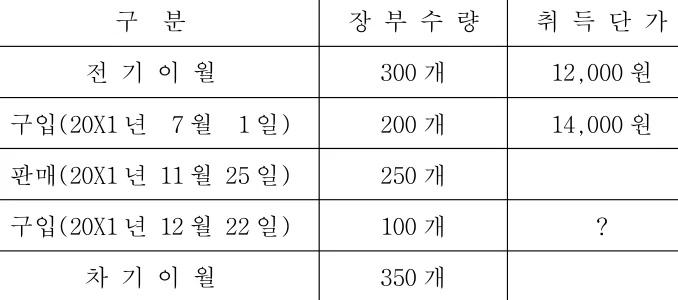 구 분 장 부 수 량 취 득 단 가
전 기 이 월 300 개 12,000 원
구입(20X1 년 7 월 1 일) 200 개 14,000 원
판매(20X1 년 11 월 25 일) 250 개
구입(20X1 년 12 월 22 일) 100 개 ?
차 기 이 월 350 개